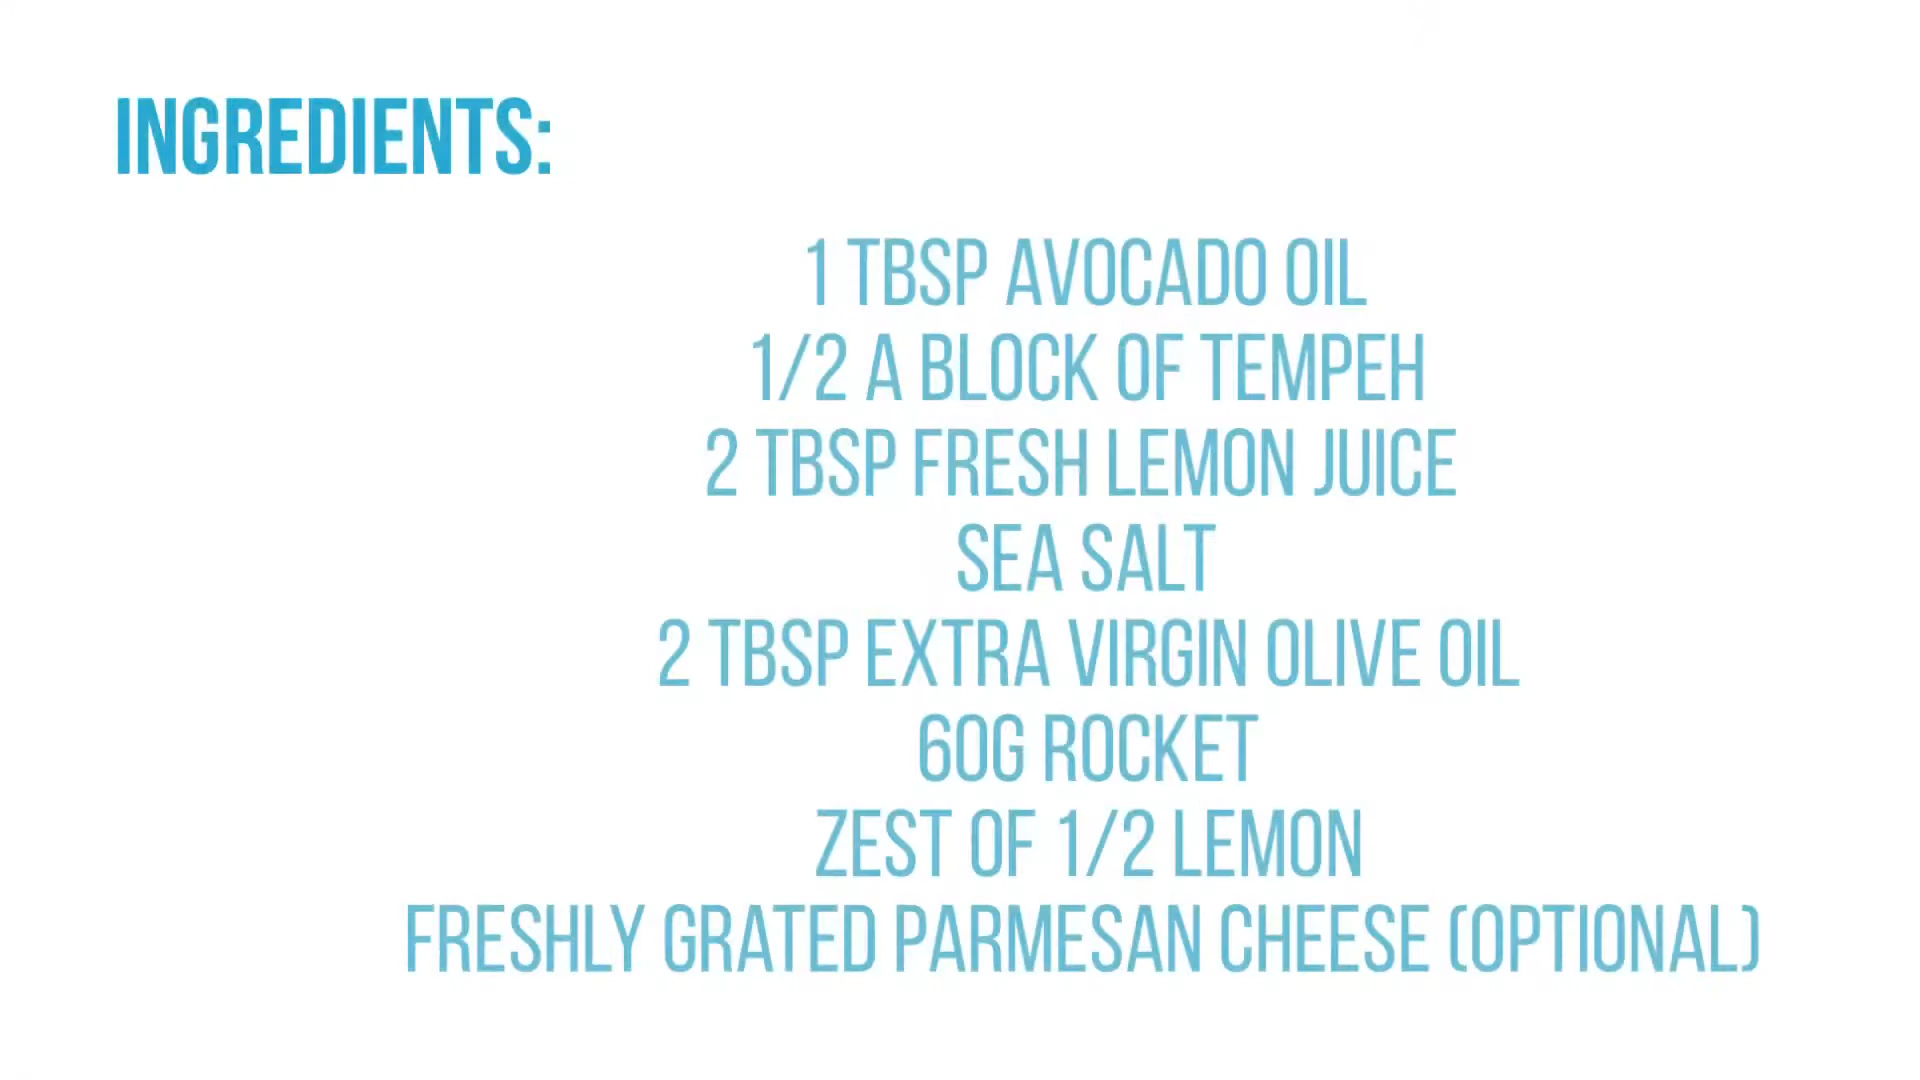 INGREDIENTS:
1 TBSP AVOCADO OIL
1/2 A BLOCK OF TEMPEH
2 TBSP FRESH LEMON JUICE
SEA SALT
2 TBSP EXTRA VIRGIN OLIVE OIL
60G ROCKET
ZEST OF 1/2 LEMON
FRESHLY GRATED PARMESAN CHEESE (OPTIONAL)